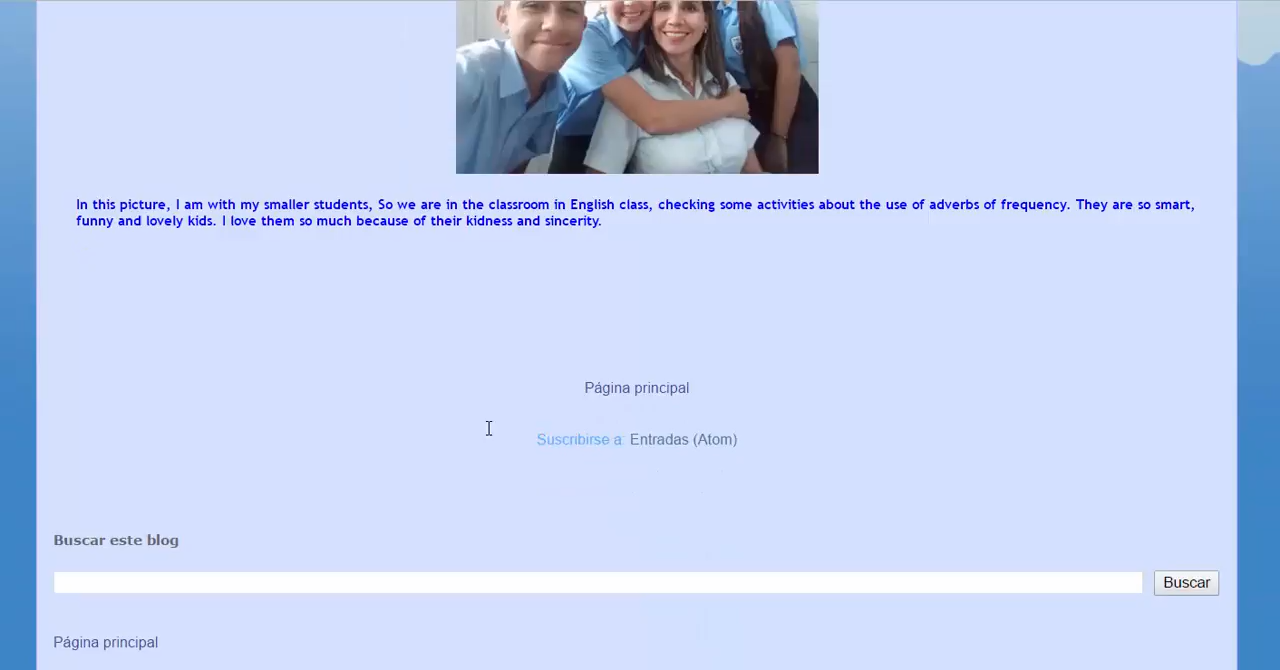 In this picture, I am with my smaller students, So we are in the classroom in English class, checking some activities about the use of adverbs of frequency. They are so smart,
funny and lovely kids. I love them so much because of their kidness and sincerity.
Página principal
Suscribirse a: Entradas (Atom)
Buscar este blog
Buscar
Página principal